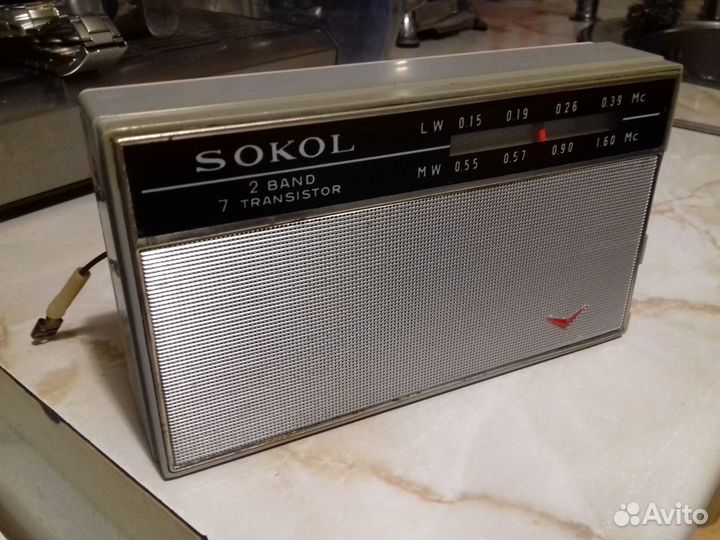 SOKOL
2 BAND
7 TRANSISTOR
LW 0.15 0.19 0.26 0.39 Mc
MW 0.55 0.57 0.90 1.60 Mc
Avito